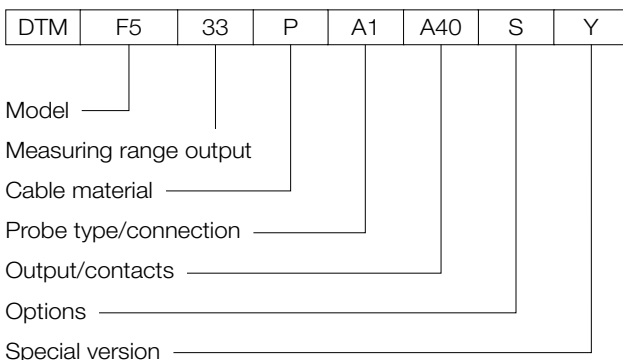 DTM F5 33 P A1 A40 S Y
Model
Measuring range output
Cable material
Probe type/connection
Output/contacts
Options
Special version